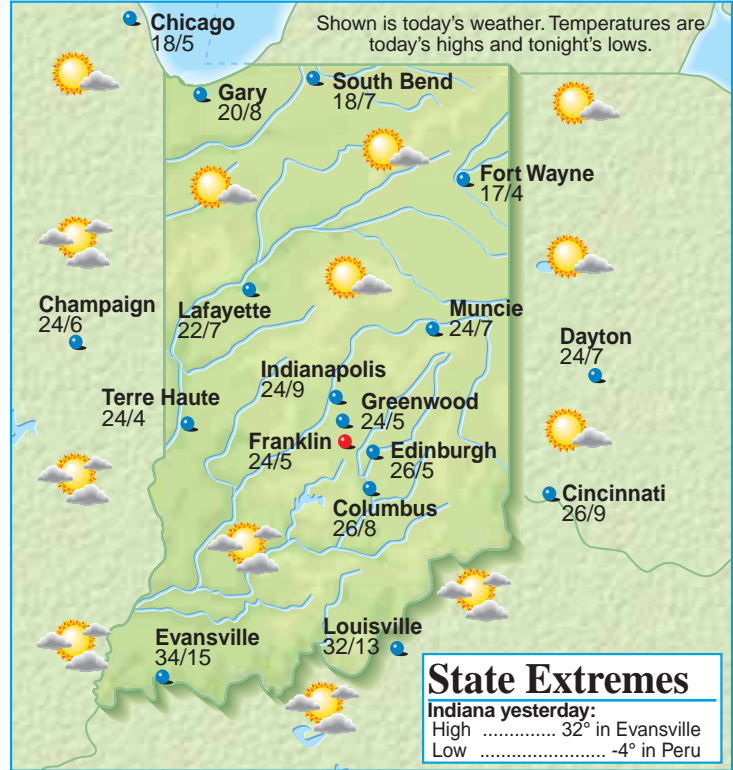 Shown is today's weather. Temperatures are
today's highs and tonight's lows.
Chicago
18/5
Gary
20/8
South Bend
18/7
Fort Wayne
17/4
Champaign
24/6
Lafayette
22/7
Muncie
24/7
Dayton
24/7
Indianapolis
24/9
Terre Haute
24/4
Greenwood
24/5
Franklin
24/5
Edinburgh
26/5
Columbus
26/8
Cincinnati
26/9
Evansville
34/15
Louisville
32/13
State Extremes
Indiana yesterday:
High .............. 32° in Evansville
Low ........................ -4° in Peru